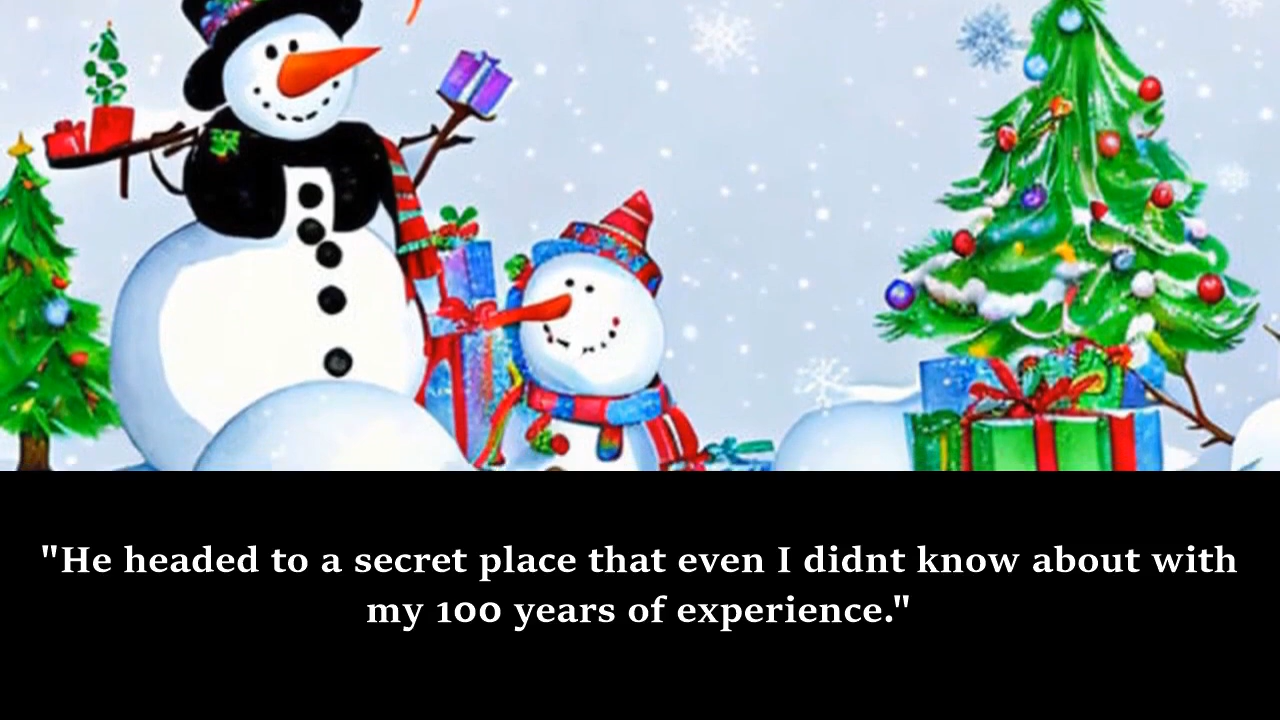 "He headed to a secret place that even I didnt know about with
my 100 years of experience."